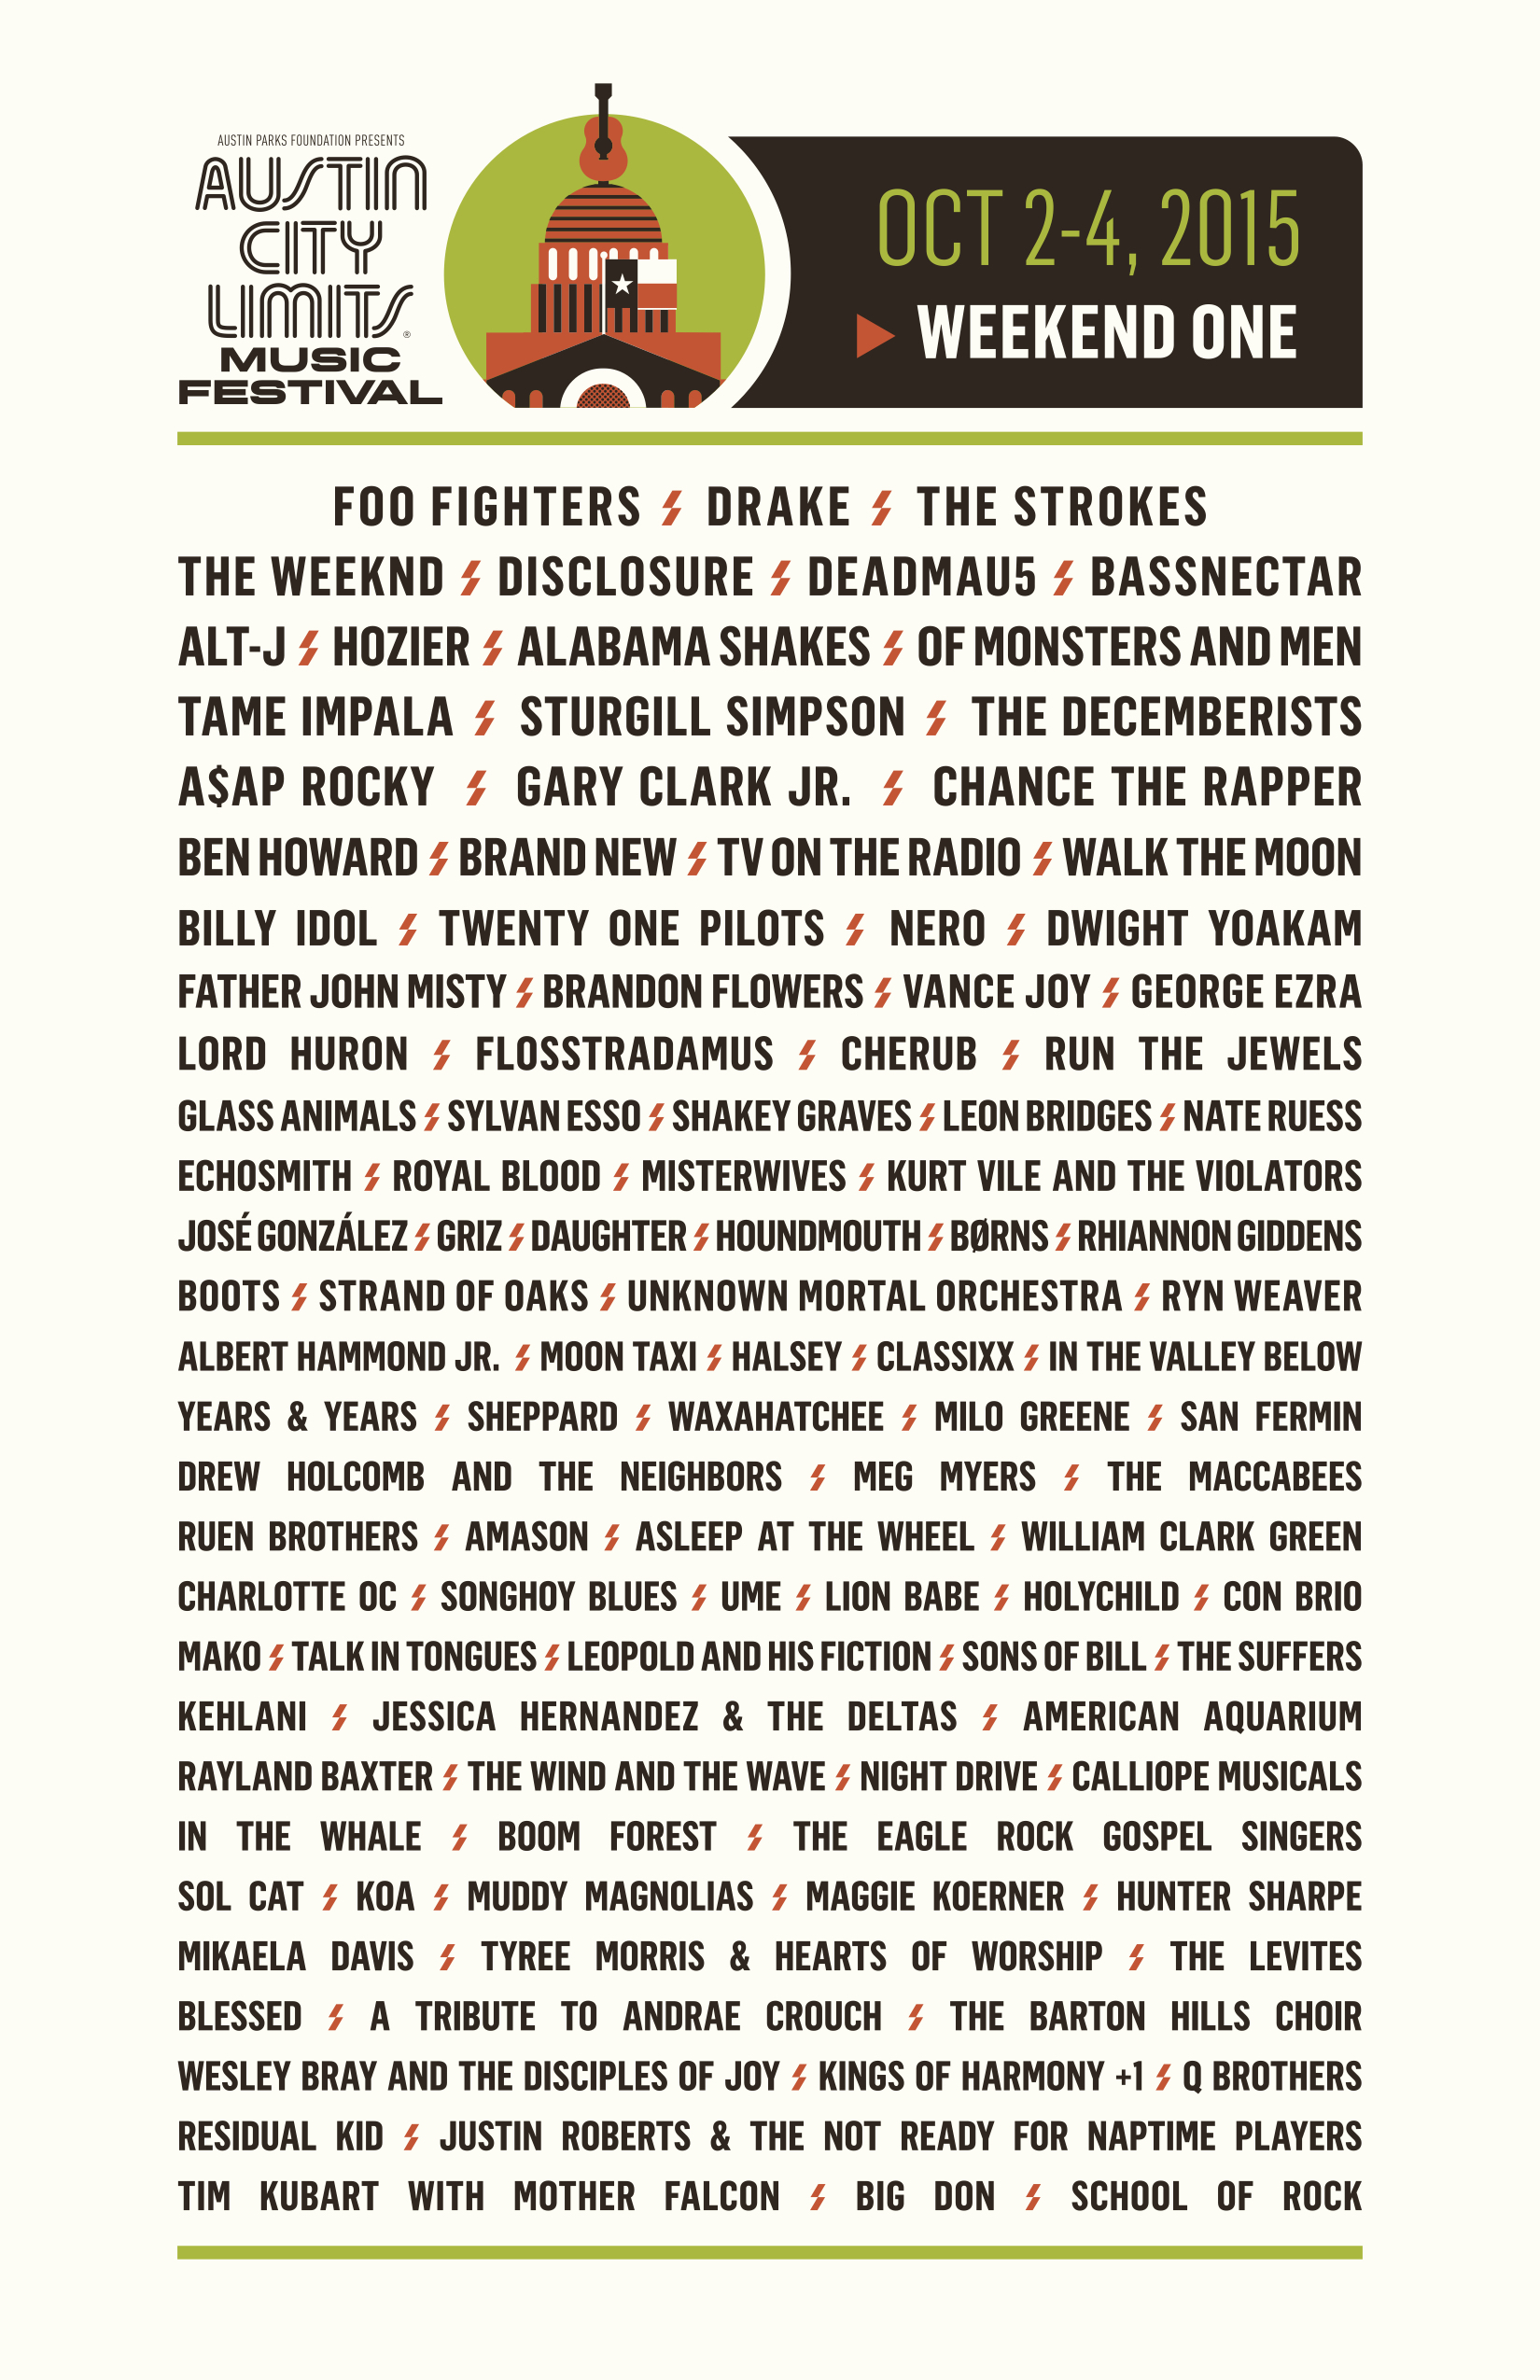 AUSTIN PARKS FOUNDATION PRESENTS
AUSTIN
CITY
LIMITS®
MUSIC
FESTIVAL
OCT 2-4, 2015
WEEKEND ONE
FOO FIGHTERS DRAKE THE STROKES
THE WEEKND DISCLOSURE DEADMAU5 BASSNECTAR
ALT-J HOZIER ALABAMA SHAKES OF MONSTERS AND MEN
TAME IMPALA STURGILL SIMPSON THE DECEMBERISTS
A$AP ROCKY GARY CLARK JR. CHANCE THE RAPPER
BEN HOWARD BRAND NEW TV ON THE RADIO WALK THE MOON
BILLY IDOL TWENTY ONE PILOTS NERO DWIGHT YOAKAM
FATHER JOHN MISTY BRANDON FLOWERS VANCE JOY GEORGE EZRA
LORD HURON FLOSSTRADAMUS CHERUB RUN THE JEWELS
GLASS ANIMALS SYLVAN ESSO SHAKEY GRAVES LEON BRIDGES NATE RUESS
ECHOSMITH ROYAL BLOOD MISTERWIVES KURT VILE AND THE VIOLATORS
JOSÉ GONZÁLEZ GRIZ DAUGHTER HOUNDMOUTH BØRNS RHIANNON GIDDENS
BOOTS STRAND OF OAKS UNKNOWN MORTAL ORCHESTRA RYN WEAVER
ALBERT HAMMOND JR. MOON TAXI HALSEY CLASSIXX IN THE VALLEY BELOW
YEARS & YEARS SHEPPARD WAXAHATCHEE MILO GREENE SAN FERMIN
DREW HOLCOMB AND THE NEIGHBORS MEG MYERS THE MACCABEES
RUEN BROTHERS AMASON ASLEEP AT THE WHEEL WILLIAM CLARK GREEN
CHARLOTTE OC SONGHOY BLUES UME LION BABE HOLYCHILD CON BRIO
MAKO TALK IN TONGUES LEOPOLD AND HIS FICTION SONS OF BILL THE SUFFERS
KEHLANI JESSICA HERNANDEZ & THE DELTAS AMERICAN AQUARIUM
RAYLAND BAXTER THE WIND AND THE WAVE NIGHT DRIVE CALLIOPE MUSICALS
IN THE WHALE BOOM FOREST THE EAGLE ROCK GOSPEL SINGERS
SOL CAT KOA MUDDY MAGNOLIAS MAGGIE KOERNER HUNTER SHARPE
MIKAELA DAVIS TYREE MORRIS & HEARTS OF WORSHIP THE LEVITES
BLESSED A TRIBUTE TO ANDRAE CROUCH THE BARTON HILLS CHOIR
WESLEY BRAY AND THE DISCIPLES OF JOY KINGS OF HARMONY +1 Q BROTHERS
RESIDUAL KID JUSTIN ROBERTS & THE NOT READY FOR NAPTIME PLAYERS
TIM KUBART WITH MOTHER FALCON BIG DON SCHOOL OF ROCK